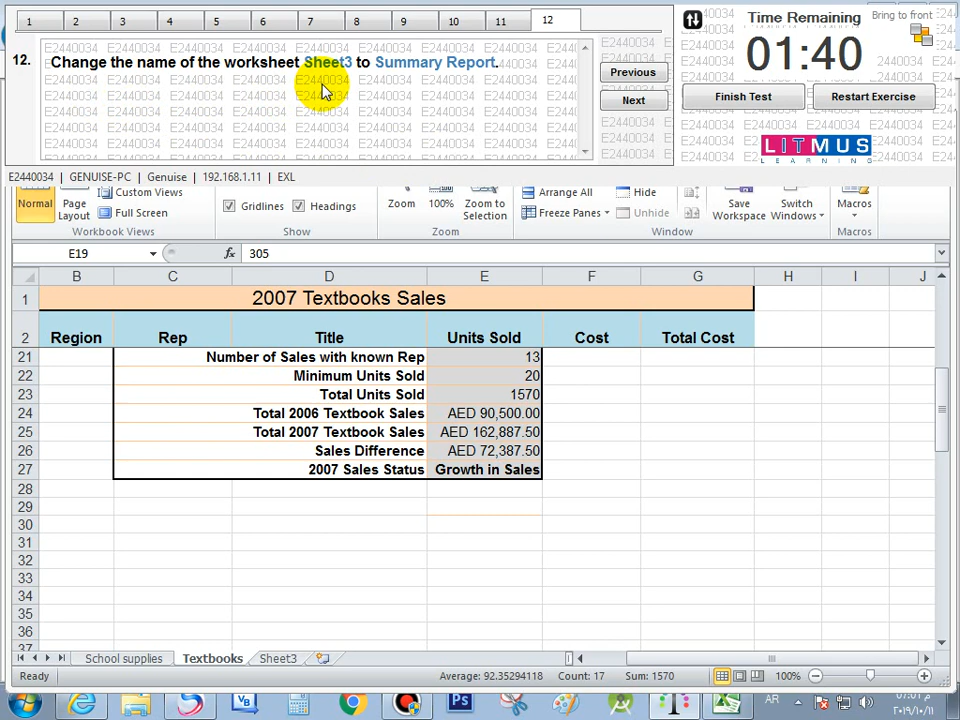 1 2 3 4 5 6 7 8 9 10 11 12
12. Change the name of the worksheet Sheet3 to Summary Report.
Previous
Next
Time Remaining
Bring to front
01:40
Finish Test
Restart Exercise
LITMUS
LEARNING
E2440034 | GENUISE-PC | Genuise | 192.168.1.11 | EXL
Normal
Page Layout
Custom Views
Full Screen
Workbook Views
Gridlines
Headings
Show
Zoom
100%
Zoom to Selection
Zoom
Arrange All
Freeze Panes
Hide
Unhide
Save Workspace
Switch Windows
Window
Macros
Macros
E19 fx 305
B C D E F G H I J
1 2007 Textbooks Sales
2 Region Rep Title Units Sold Cost Total Cost
21 Number of Sales with known Rep 13
22 Minimum Units Sold 20
23 Total Units Sold 1570
24 Total 2006 Textbook Sales AED 90,500.00
25 Total 2007 Textbook Sales AED 162,887.50
26 Sales Difference AED 72,387.50
27 2007 Sales Status Growth in Sales
28
29
30
31
32
33
34
35
36
37
School supplies Textbooks Sheet3
Ready Average: 92.35294118 Count: 17 Sum: 1570 100%
VB Ps AR
٢٠١٩/١٠/١١